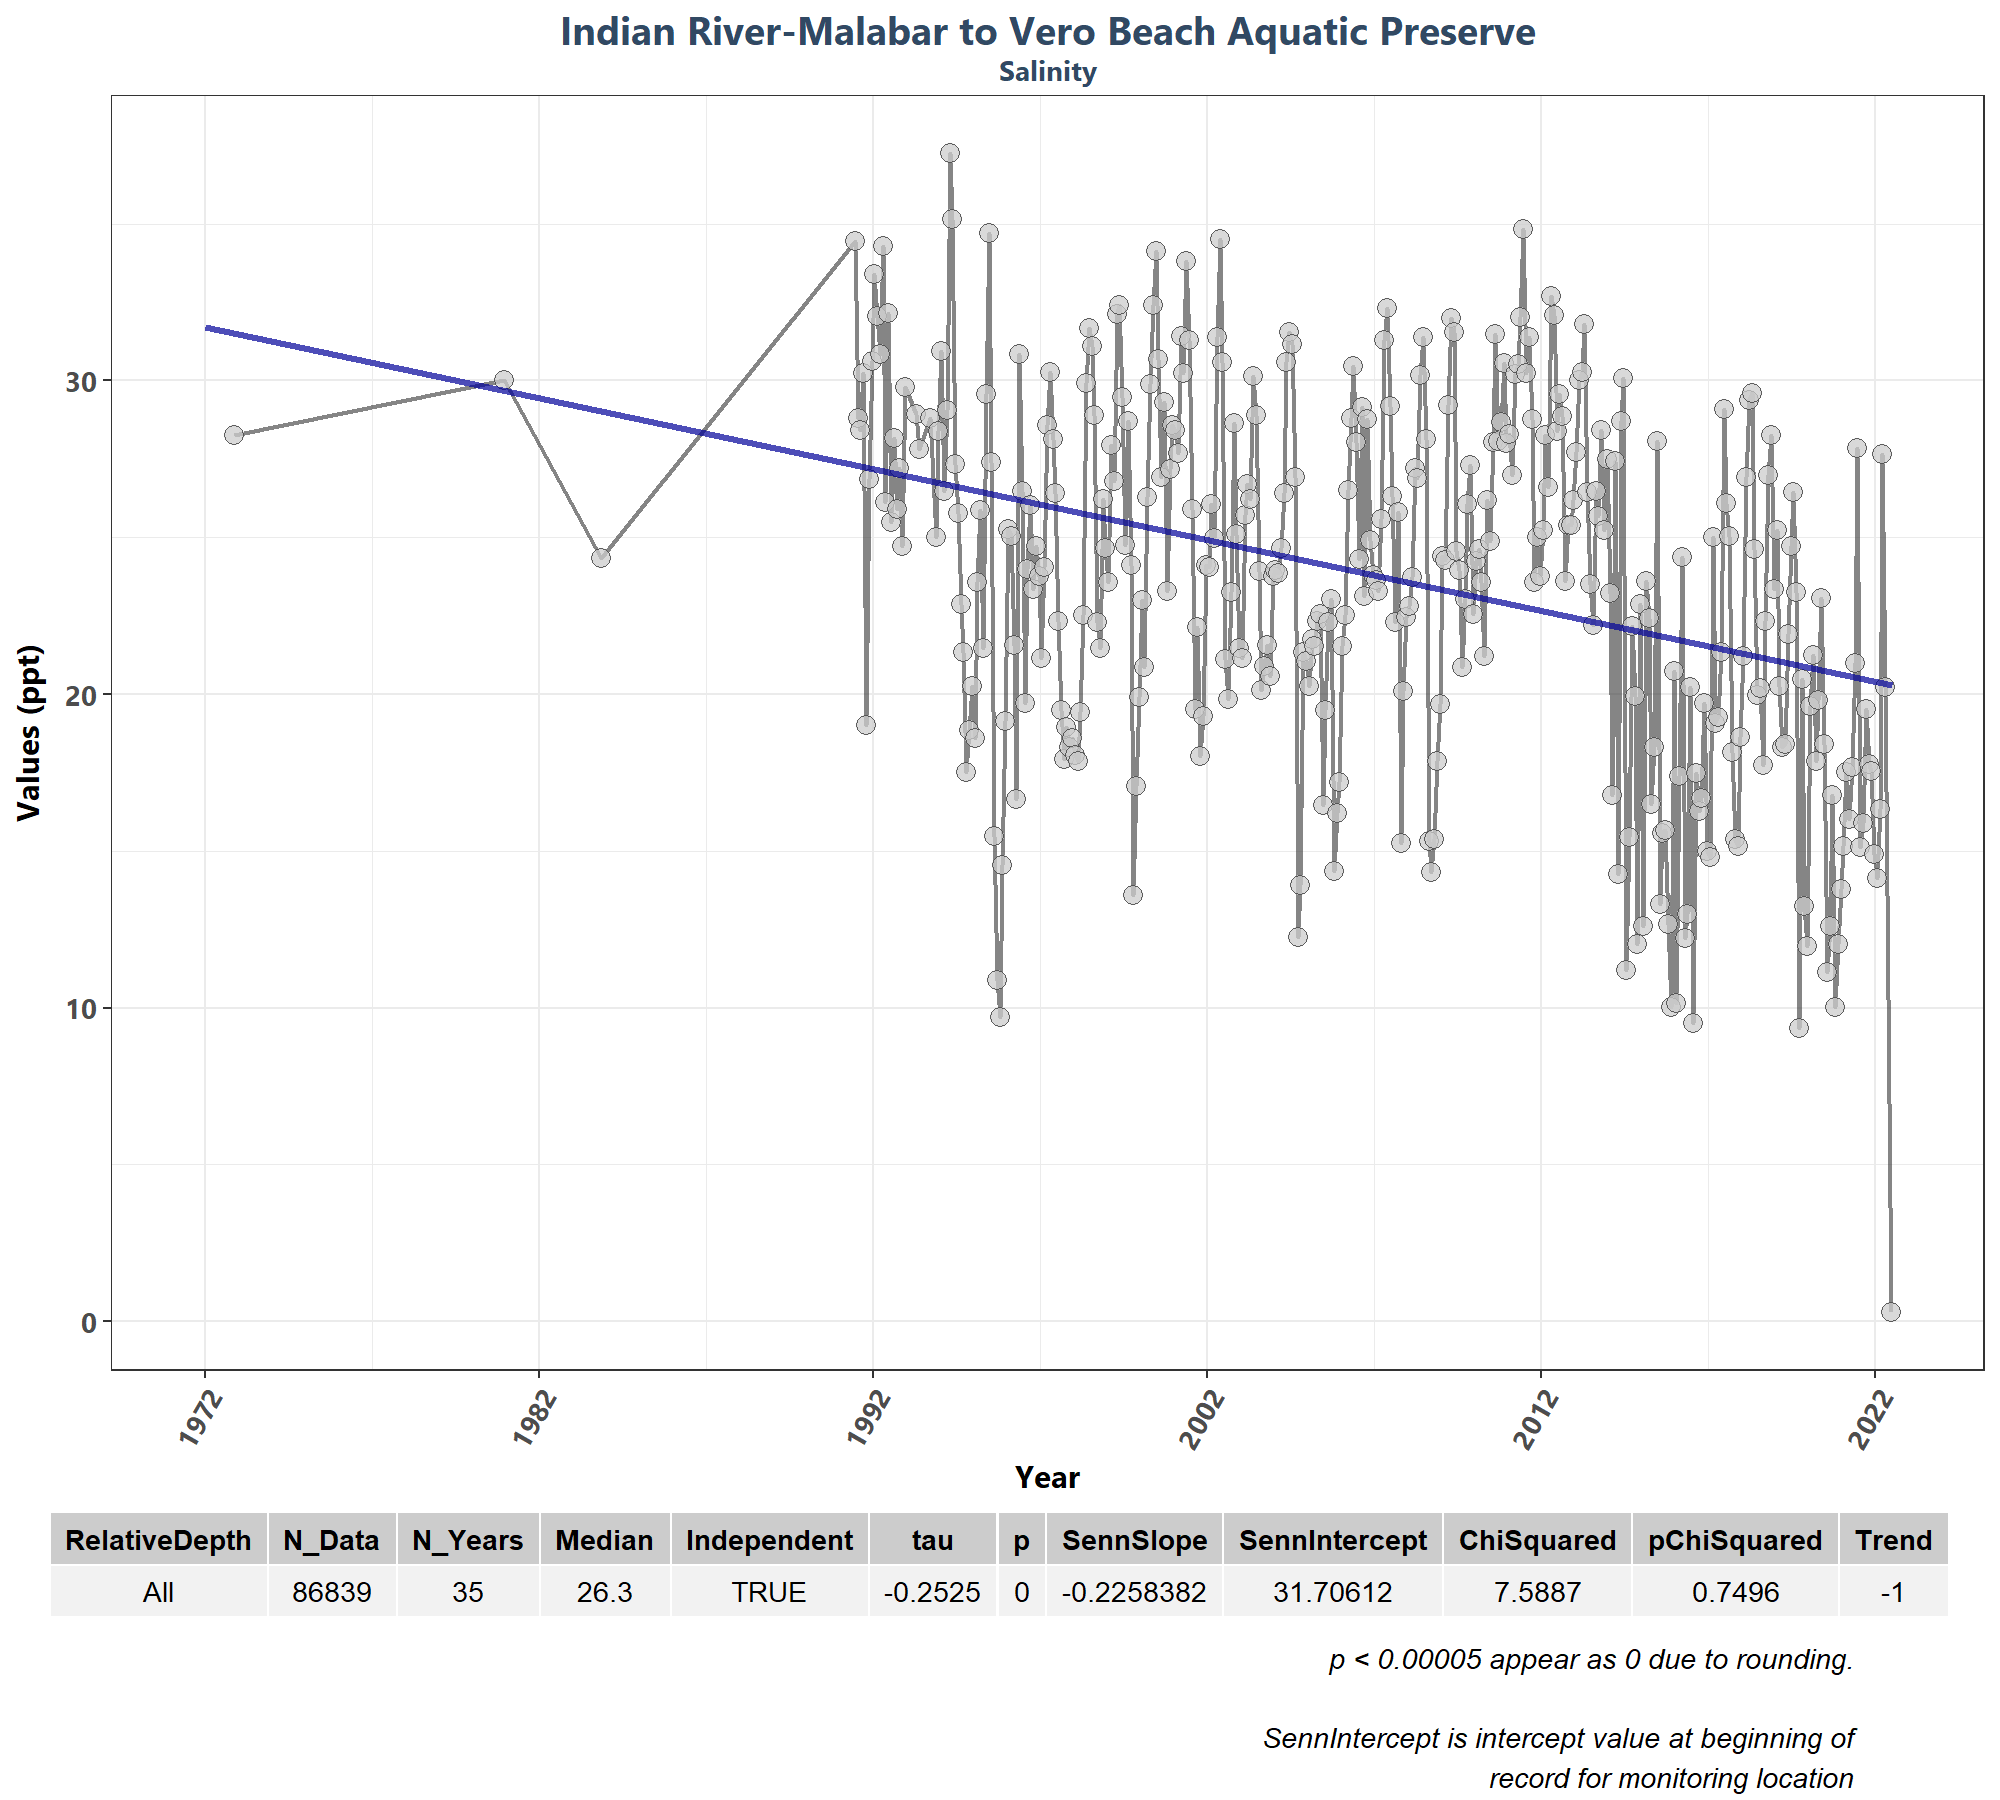 Indian River-Malabar to Vero Beach Aquatic Preserve
Salinity
Values (ppt)
30
20
10
0
1972
1982
1992
2002
2012
2022
Year
RelativeDepth N_Data N_Years Median Independent tau p SennSlope SennIntercept ChiSquared pChiSquared Trend
All 86839 35 26.3 TRUE -0.2525 0 -0.2258382 31.70612 7.5887 0.7496 -1
p < 0.00005 appear as 0 due to rounding.
SennIntercept is intercept value at beginning of
record for monitoring location